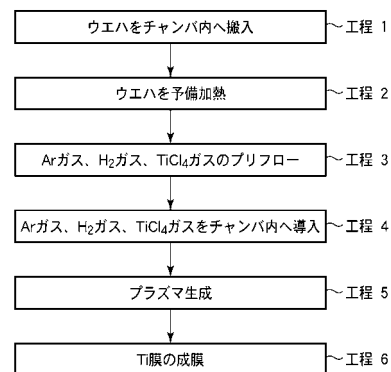 ウエハをチャンバ内へ搬入 工程 1
ウエハを予備加熱 工程 2
Arガス、H₂ガス、TiCl₄ガスのプリフロー 工程 3
Arガス、H₂ガス、TiCl₄ガスをチャンバ内へ導入 工程 4
プラズマ生成 工程 5
Ti膜の成膜 工程 6